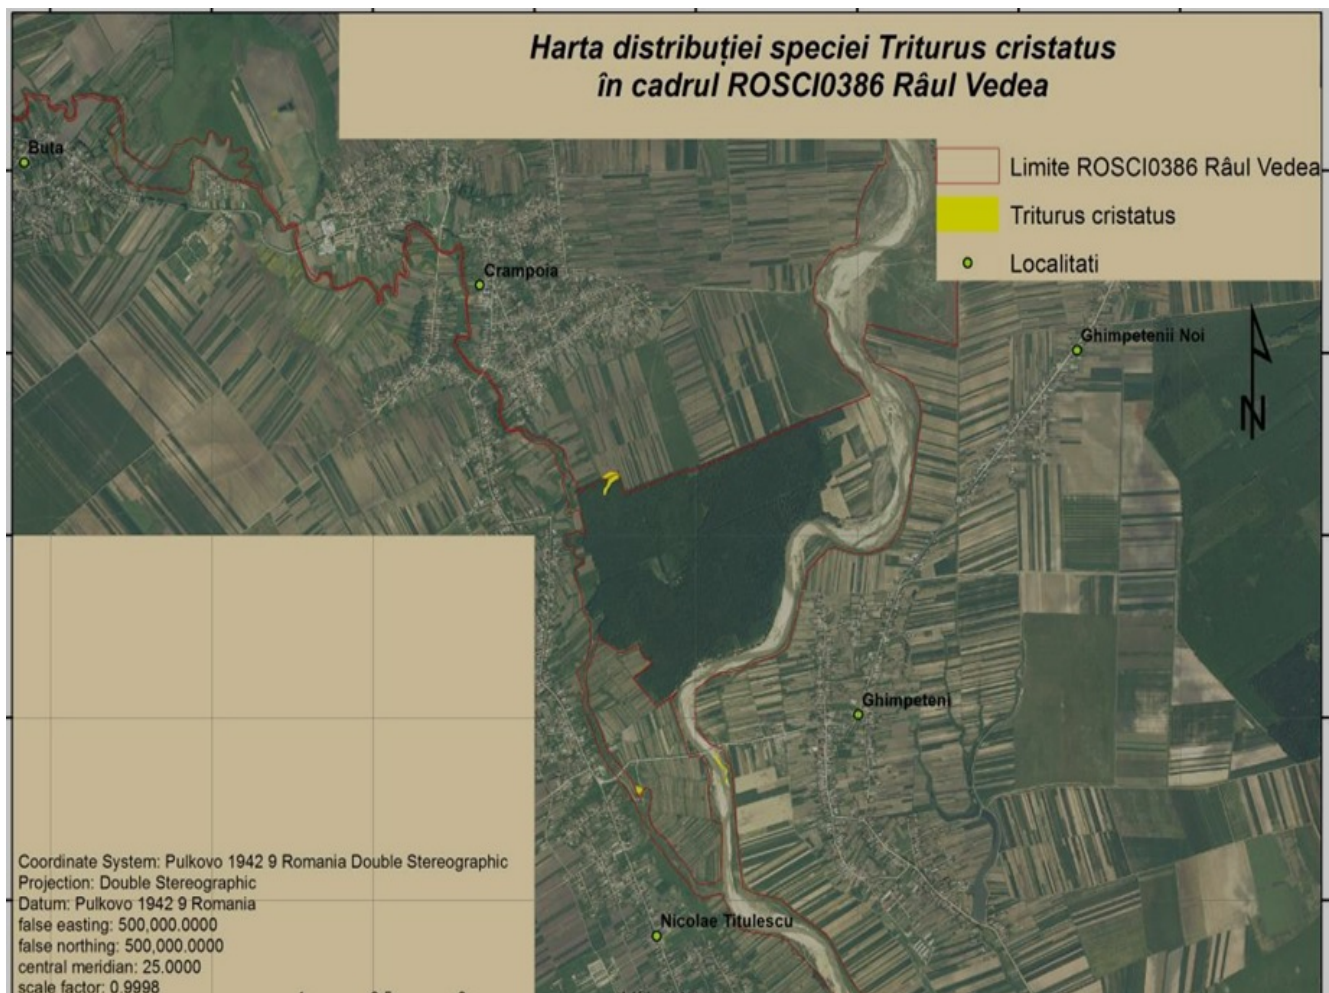 Harta distribuției speciei Triturus cristatus
în cadrul ROSCI0386 Râul Vedea
Limite ROSCI0386 Râul Vedea
Triturus cristatus
Localitati
Buta
Crampoia
Ghimpetenii Noi
N
Ghimpeteni
Nicolae Titulescu
Coordinate System: Pulkovo 1942 9 Romania Double Stereographic
Projection: Double Stereographic
Datum: Pulkovo 1942 9 Romania
false easting: 500,000.0000
false northing: 500,000.0000
central meridian: 25.0000
scale factor: 0.9998